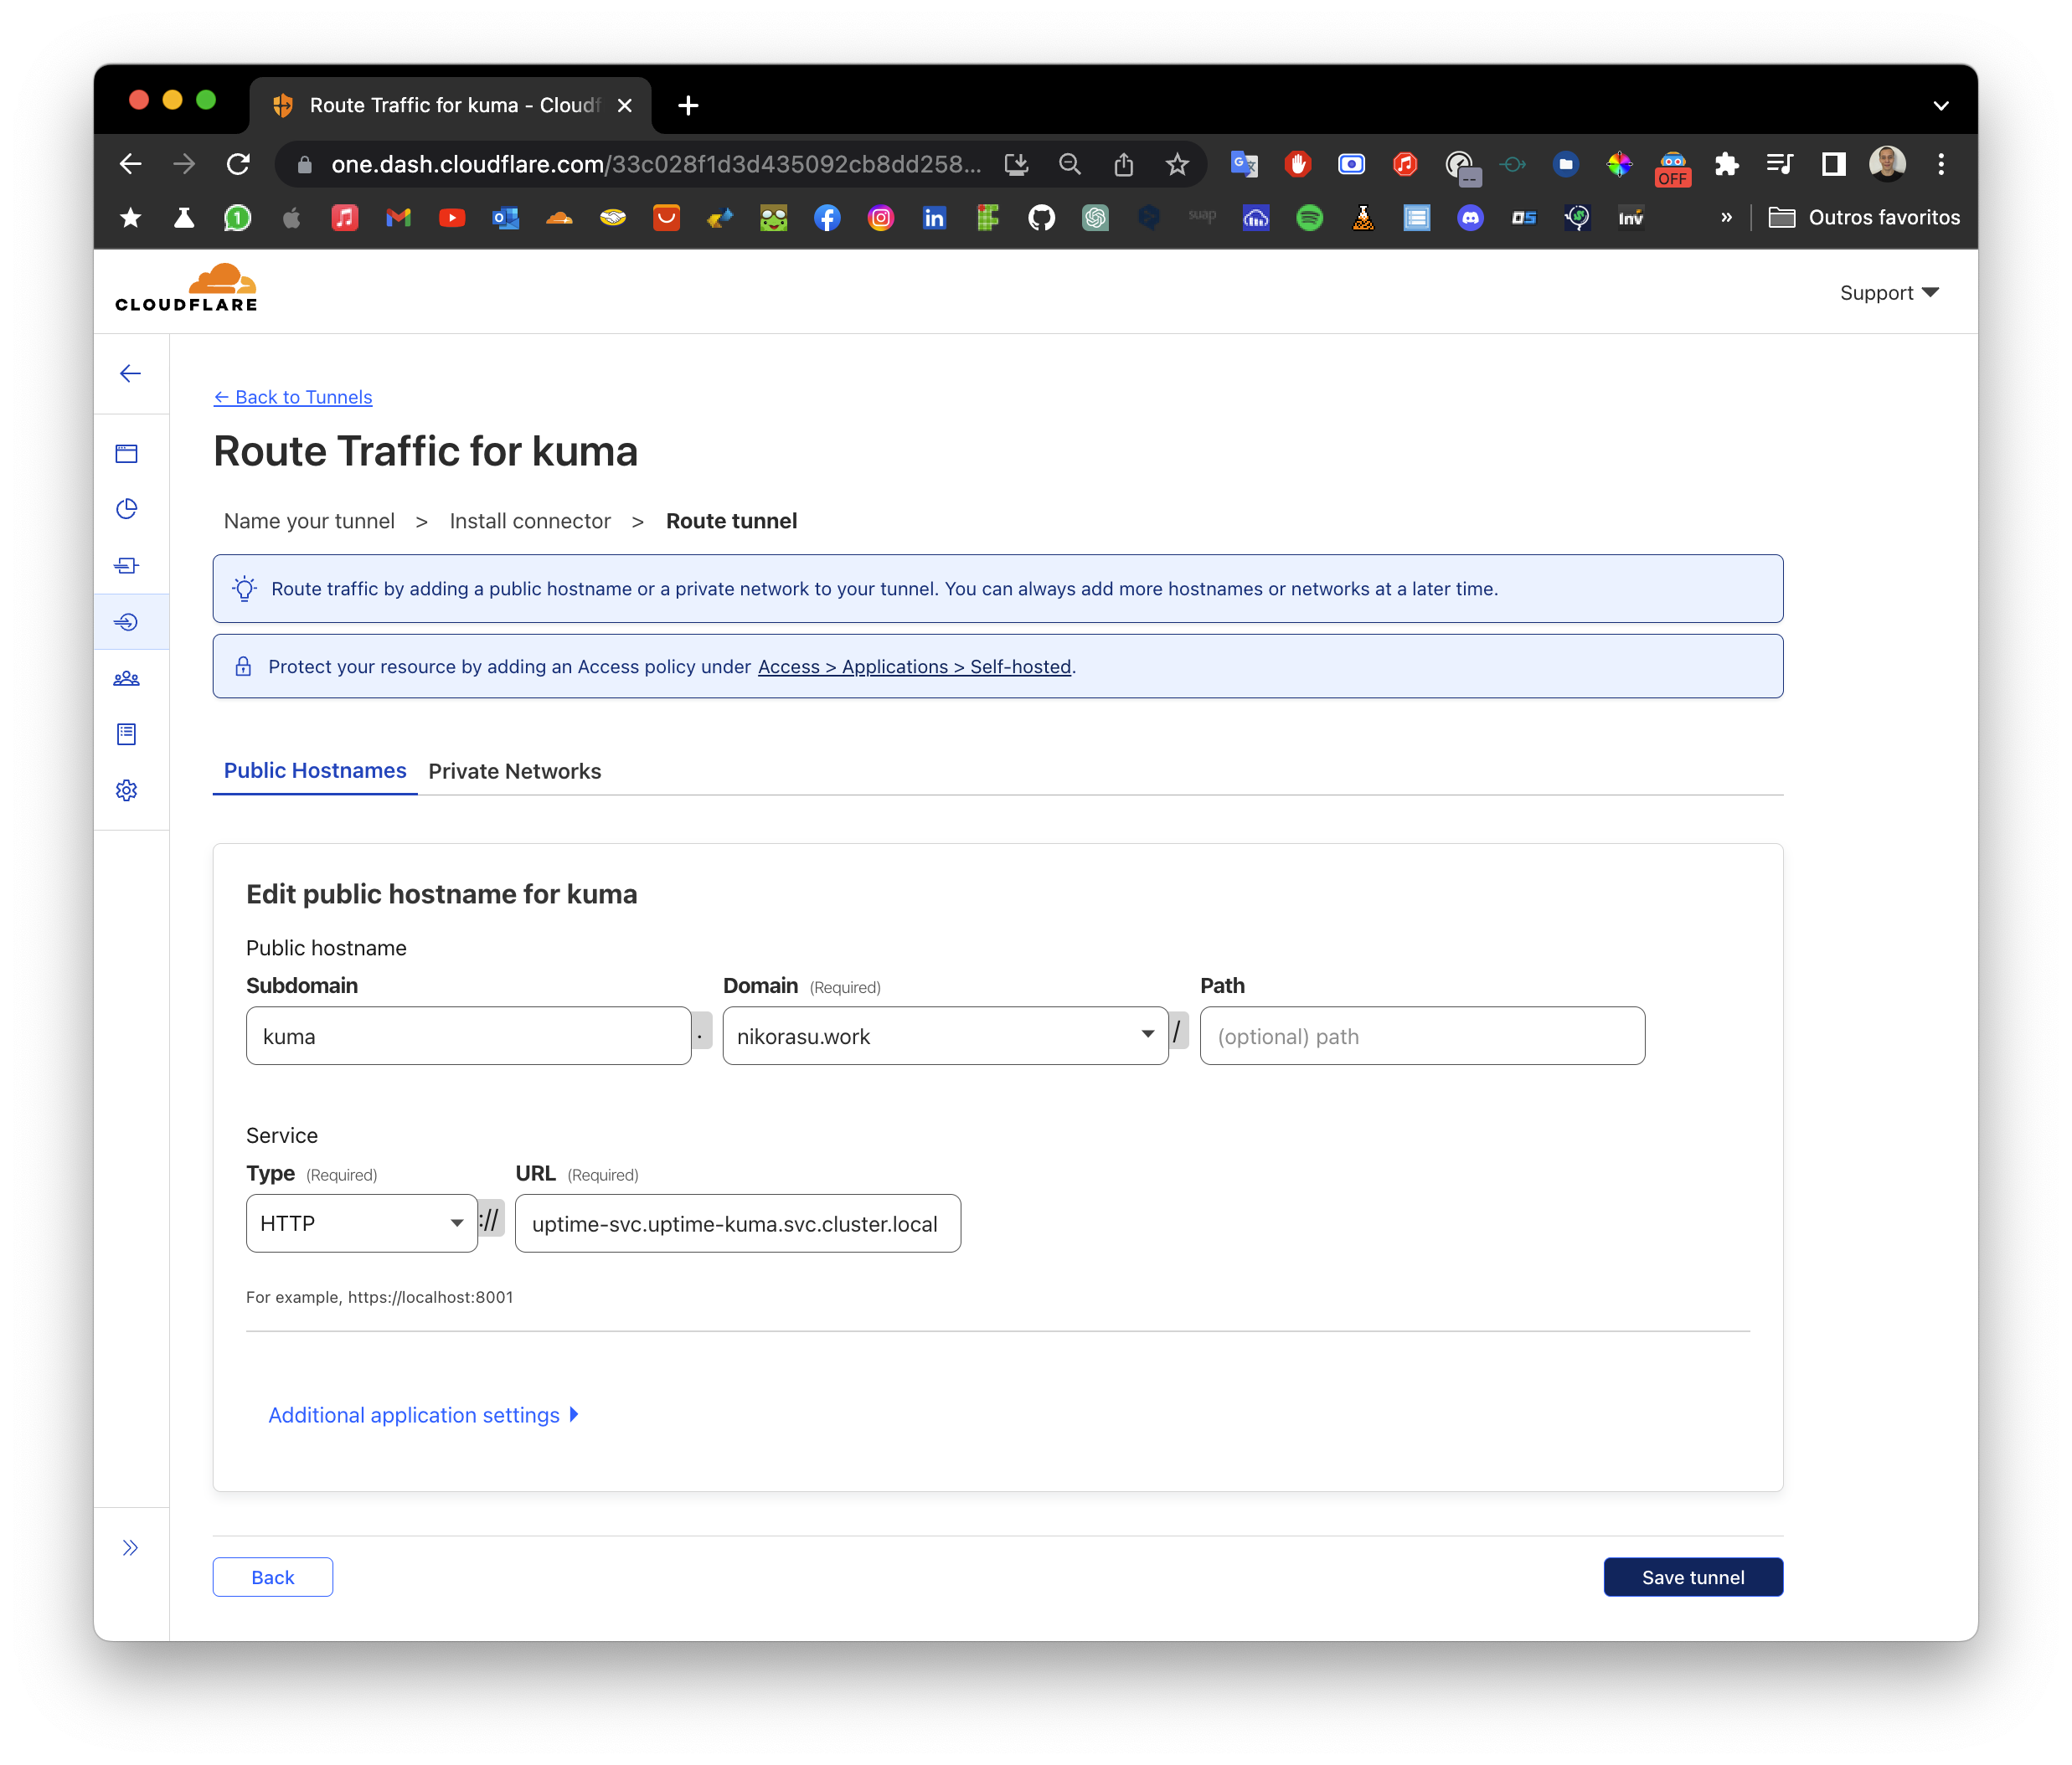 Route Traffic for kuma - Cloudf
one.dash.cloudflare.com/33c028f1d3d435092cb8dd258...
OFF
1
suap
inv
»
Outros favoritos
CLOUDFLARE
Support
← Back to Tunnels
Route Traffic for kuma
Name your tunnel > Install connector > Route tunnel
Route traffic by adding a public hostname or a private network to your tunnel. You can always add more hostnames or networks at a later time.
Protect your resource by adding an Access policy under Access > Applications > Self-hosted.
Public Hostnames Private Networks
Edit public hostname for kuma
Public hostname
Subdomain Domain (Required) Path
kuma . nikorasu.work / (optional) path
Service
Type (Required) URL (Required)
HTTP :// uptime-svc.uptime-kuma.svc.cluster.local
For example, https://localhost:8001
Additional application settings
Back Save tunnel